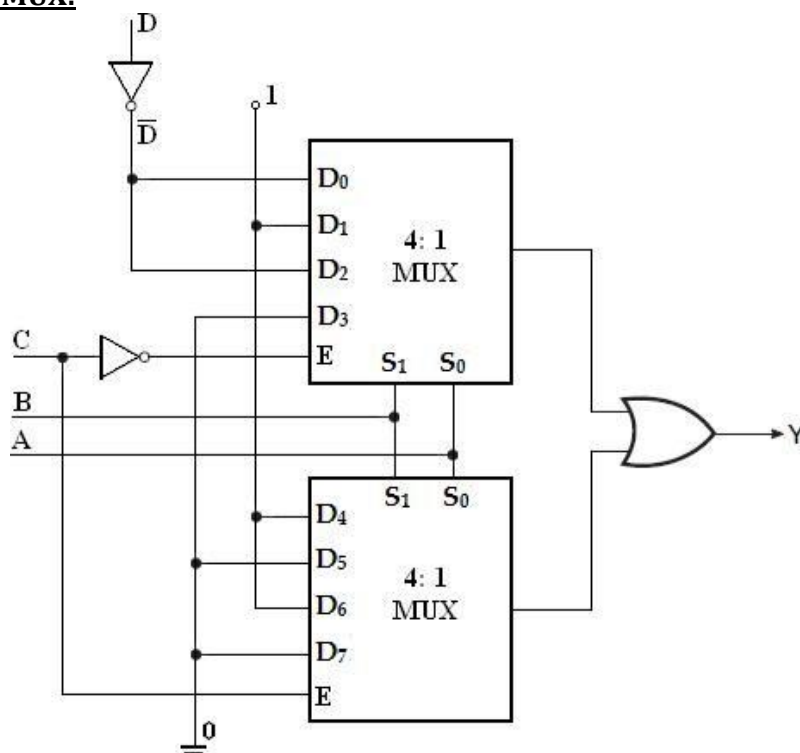 MUX:
D
D̅
1
D₀
D₁
D₂
D₃
E
4: 1
MUX
S₁ S₀
C
B
A
Y
S₁ S₀
D₄
D₅
D₆
D₇
E
4: 1
MUX
0